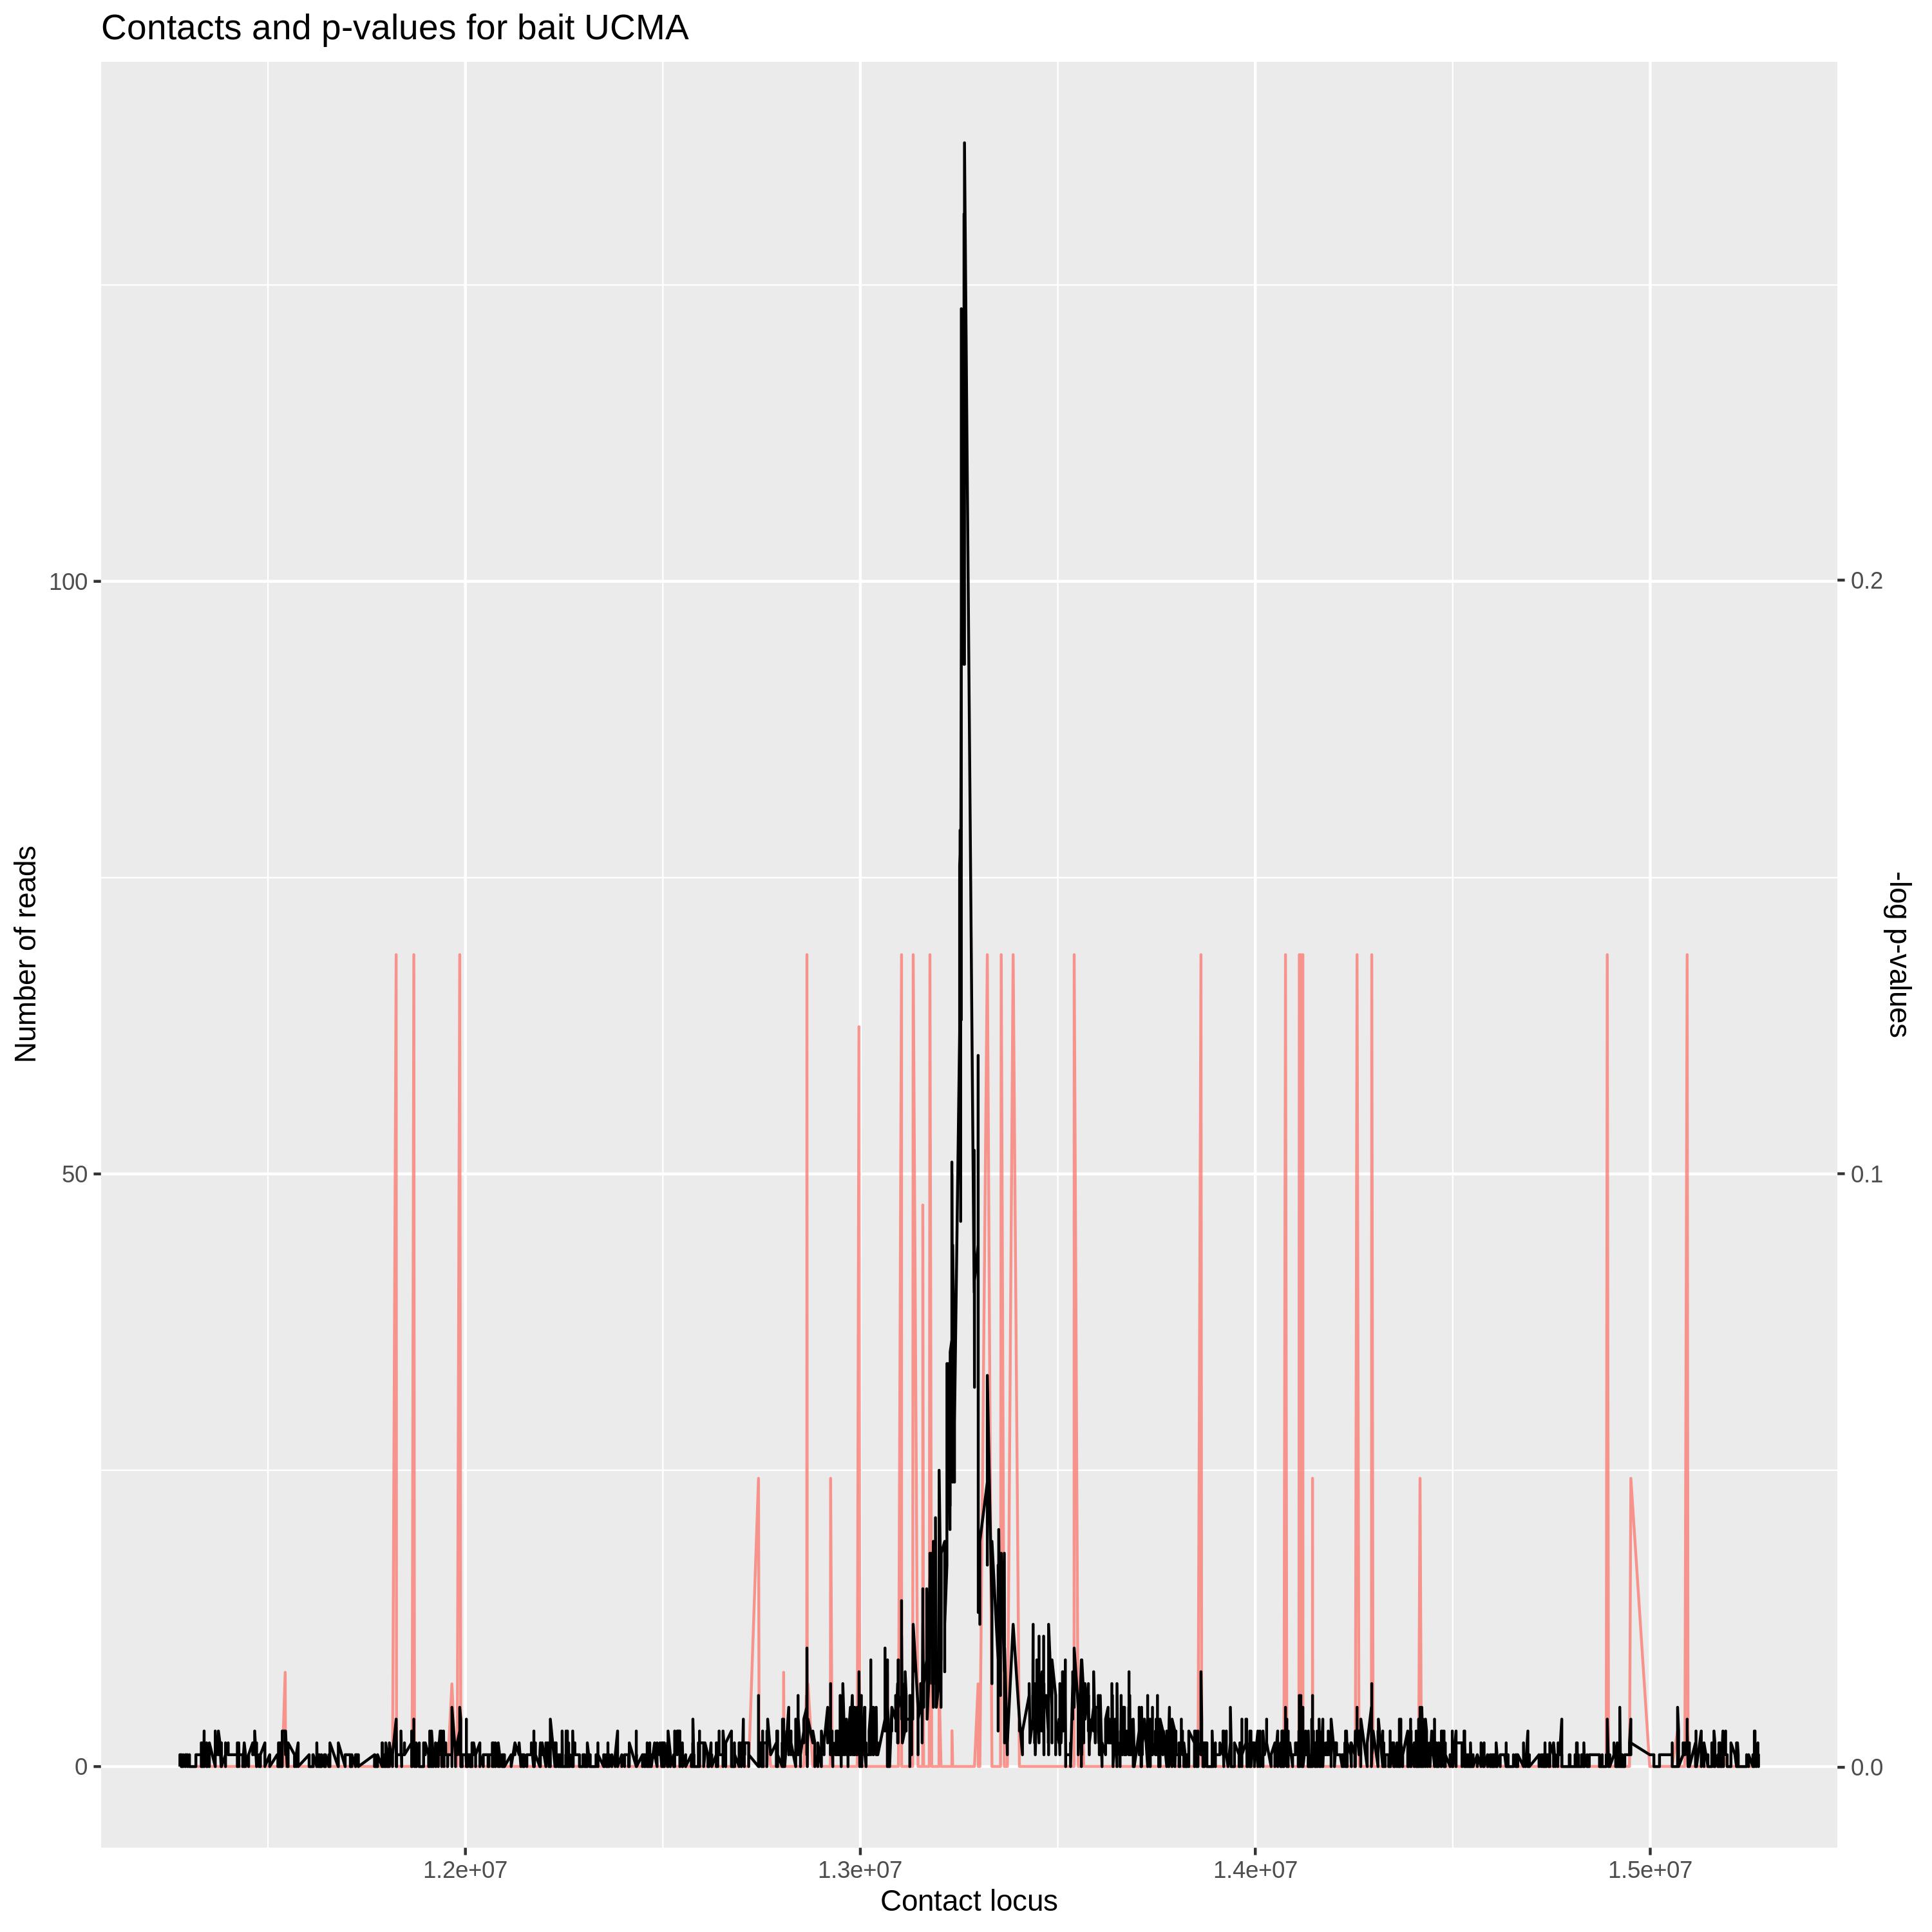 Contacts and p-values for bait UCMA
Number of reads
100
50
0
0.2
0.1
0.0
-log p-values
1.2e+07
1.3e+07
1.4e+07
1.5e+07
Contact locus